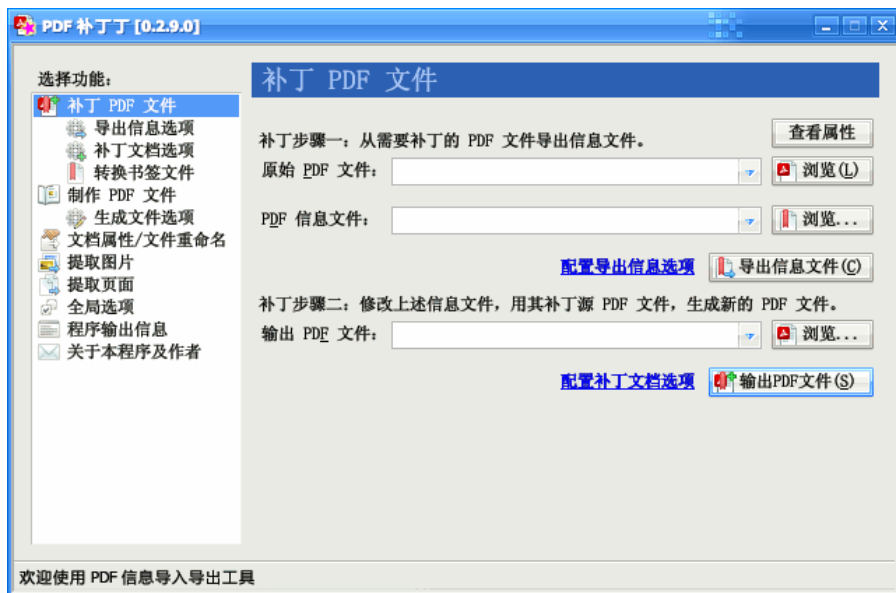 PDF 补丁丁 [0.2.9.0]
选择功能:
补丁 PDF 文件
导出信息选项
补丁文档选项
转换书签文件
制作 PDF 文件
生成文件选项
文档属性/文件重命名
提取图片
提取页面
全局选项
程序输出信息
关于本程序及作者
补丁 PDF 文件
查看属性
补丁步骤一: 从需要补丁的 PDF 文件导出信息文件。
原始 PDF 文件: 浏览(L)
PDF 信息文件: 浏览...
配置导出信息选项 导出信息文件(C)
补丁步骤二: 修改上述信息文件, 用其补丁源 PDF 文件, 生成新的 PDF 文件。
输出 PDF 文件: 浏览...
配置补丁文档选项 输出PDF文件(S)
欢迎使用 PDF 信息导入导出工具